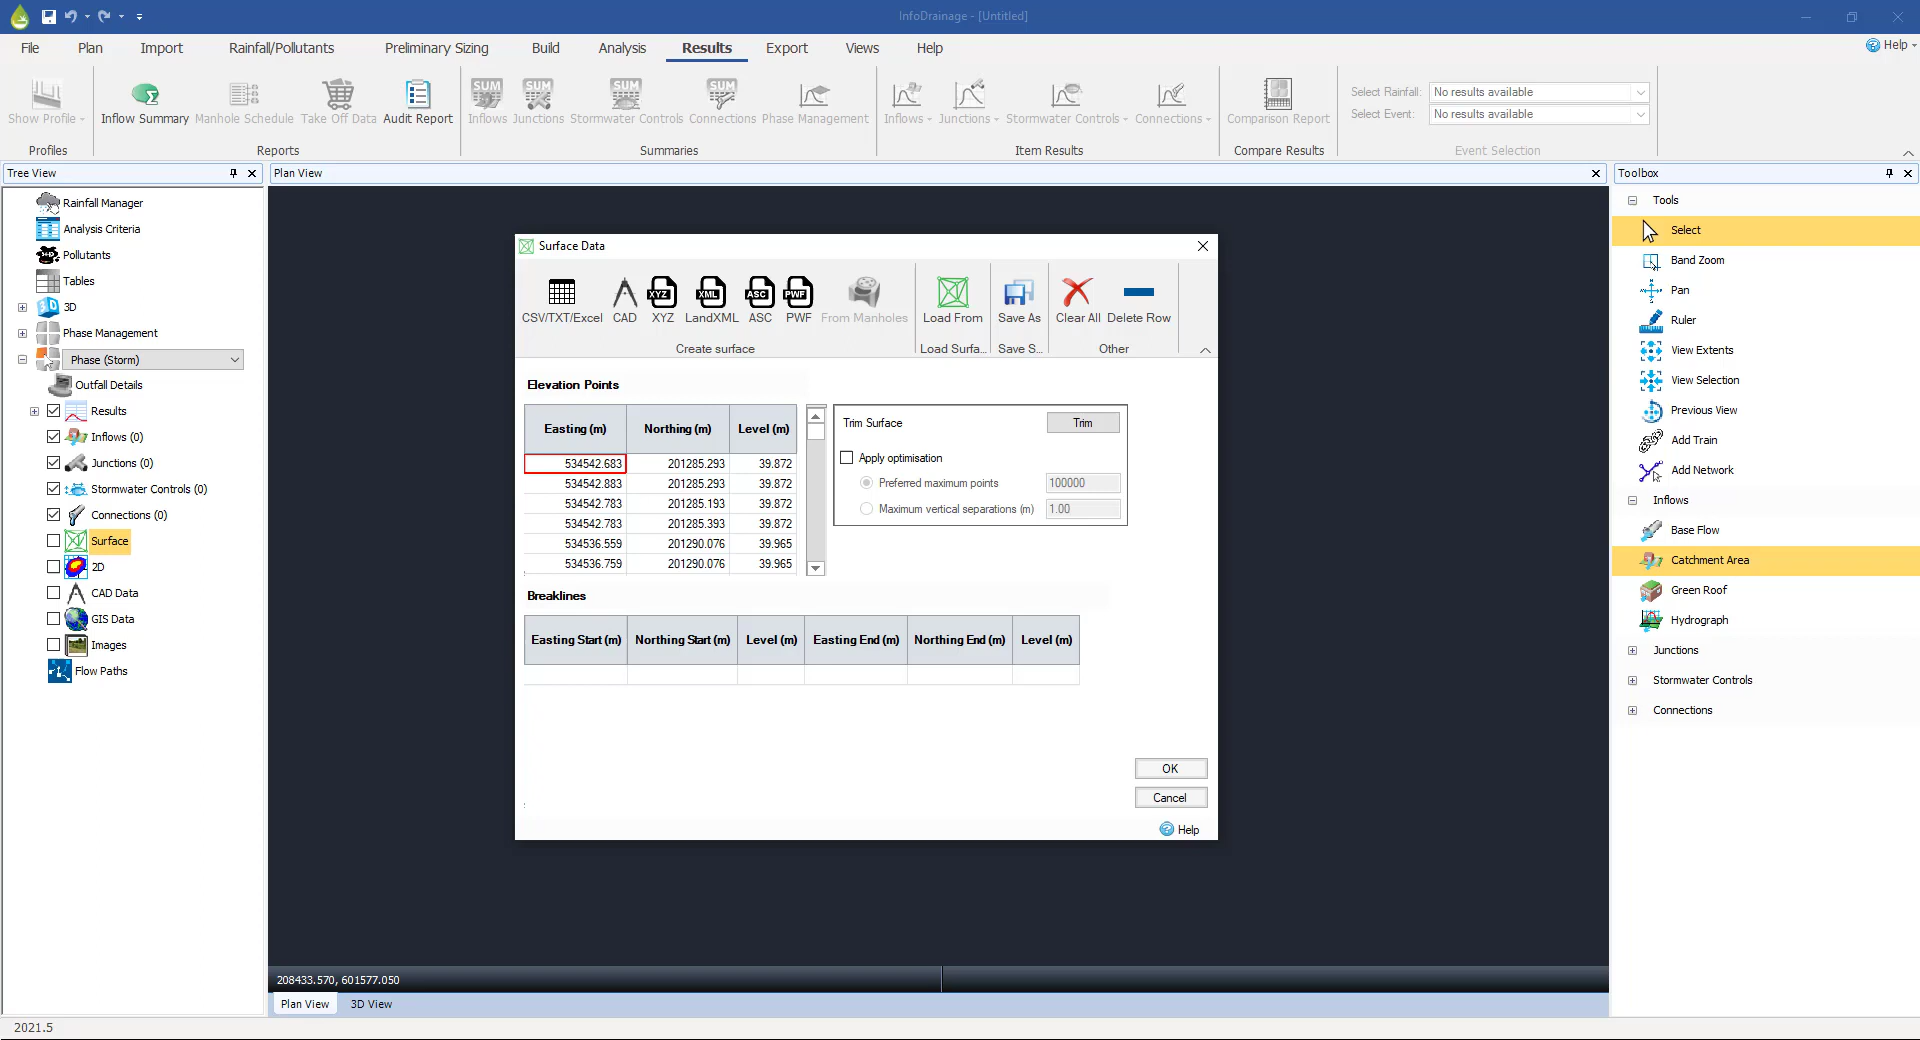 InfoDrainage - [Untitled]
File Plan Import Rainfall/Pollutants Preliminary Sizing Build Analysis Results Export Views Help
Help
Show Profile Inflow Summary Manhole Schedule Take Off Data Audit Report Inflows Junctions Stormwater Controls Connections Phase Management Inflows Junctions Stormwater Controls Connections Comparison Report
SUM SUM SUM SUM
Select Rainfall: No results available
Select Event: No results available
Profiles Reports Summaries Item Results Compare Results Event Selection
Tree View
Rainfall Manager
Analysis Criteria
Pollutants
Tables
3D
Phase Management
Phase (Storm)
Outfall Details
Results
Inflows (0)
Junctions (0)
Stormwater Controls (0)
Connections (0)
Surface
2D
CAD Data
GIS Data
Images
Flow Paths
Plan View
Surface Data
XYZ XML ASC PWF
CSV/TXT/Excel CAD XYZ LandXML ASC PWF From Manholes Load From Save As Clear All Delete Row
Create surface Load Surfa... Save S... Other
Elevation Points
Easting (m) Northing (m) Level (m)
534542.683 201285.293 39.872
534542.883 201285.293 39.872
534542.783 201285.193 39.872
534542.783 201285.393 39.872
534536.559 201290.076 39.965
534536.759 201290.076 39.965
Trim Surface Trim
Apply optimisation
Preferred maximum points 100000
Maximum vertical separations (m) 1.00
Breaklines
Easting Start (m) Northing Start (m) Level (m) Easting End (m) Northing End (m) Level (m)
OK
Cancel
Help
208433.570, 601577.050
Plan View 3D View
Toolbox
Tools
Select
Band Zoom
Pan
Ruler
View Extents
View Selection
Previous View
Add Train
Add Network
Inflows
Base Flow
Catchment Area
Green Roof
Hydrograph
Junctions
Stormwater Controls
Connections
2021.5